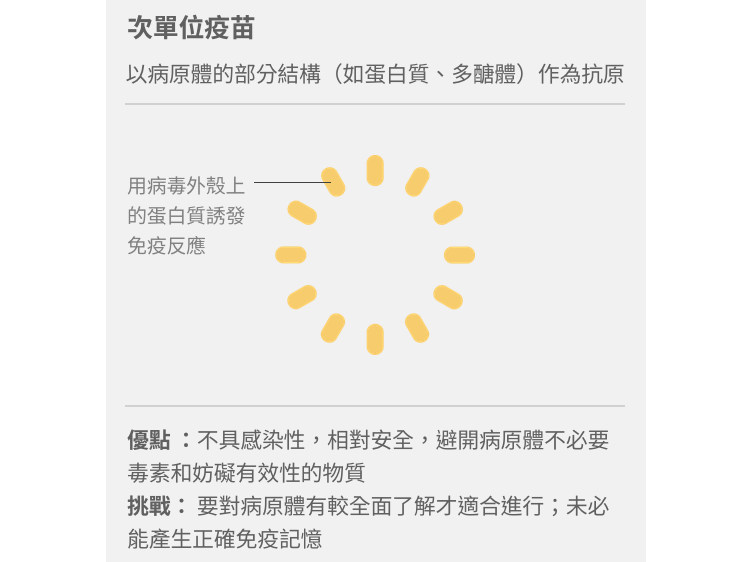 次單位疫苗
以病原體的部分結構（如蛋白質、多醣體）作為抗原
用病毒外殼上
的蛋白質誘發
免疫反應
優點：不具感染性，相對安全，避開病原體不必要
毒素和妨礙有效性的物質
挑戰：要對病原體有較全面了解才適合進行；未必
能產生正確免疫記憶